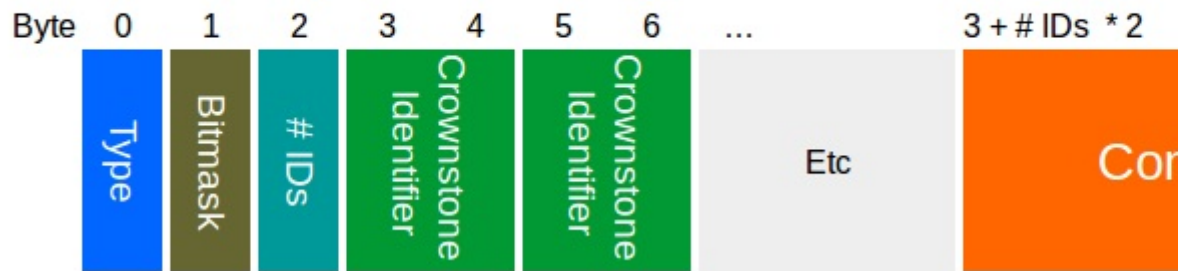 Byte 0 1 2 3 4 5 6 ... 3 + # IDs * 2
Type
Bitmask
# IDs
Crownstone
Identifier
Crownstone
Identifier
Etc